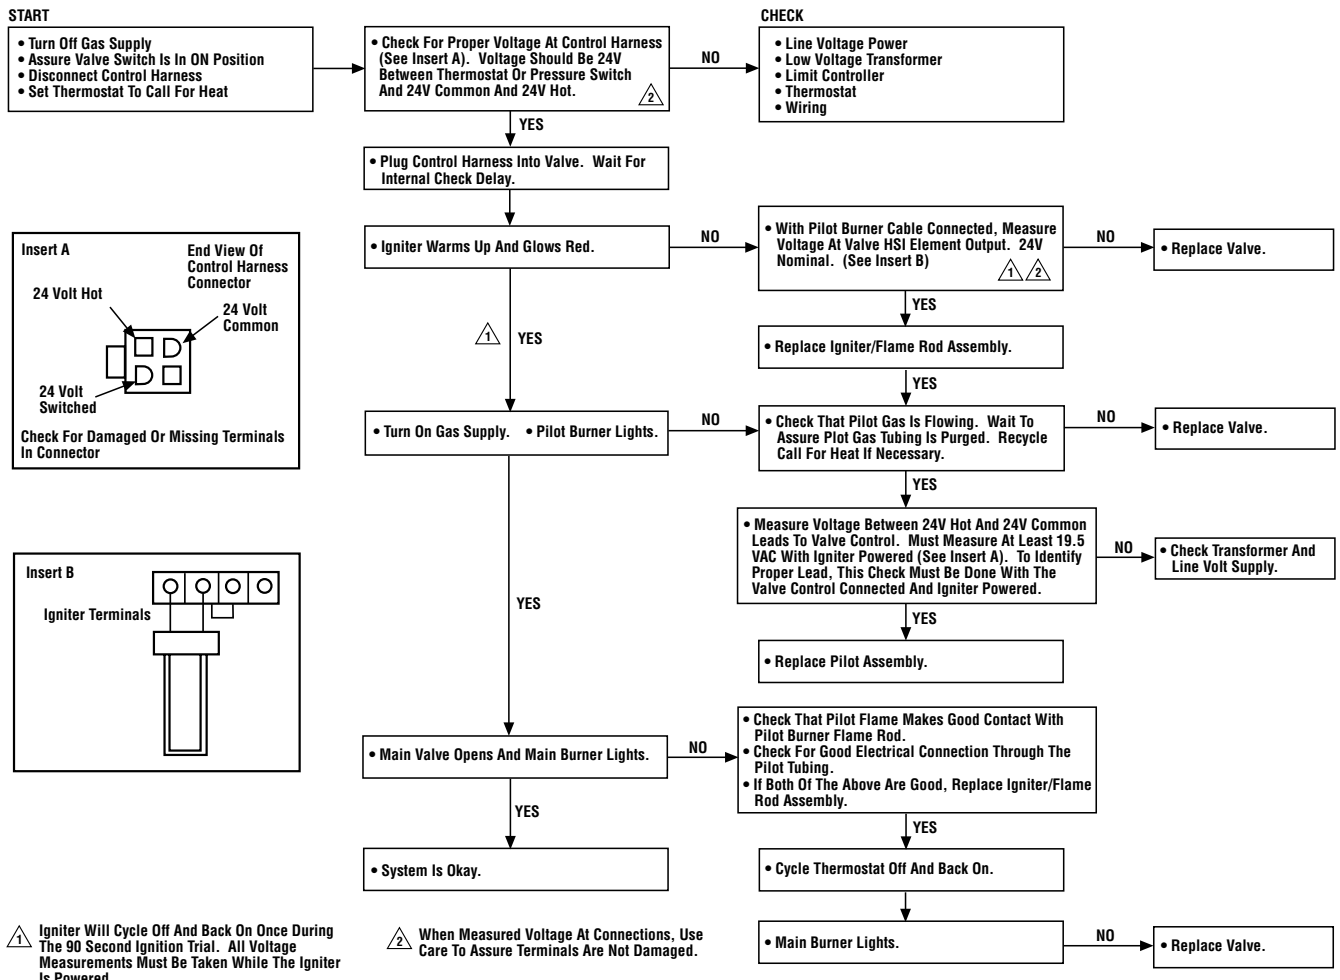 START
• Turn Off Gas Supply
• Assure Valve Switch Is In ON Position
• Disconnect Control Harness
• Set Thermostat To Call For Heat
• Check For Proper Voltage At Control Harness
(See Insert A). Voltage Should Be 24V
Between Thermostat Or Pressure Switch
And 24V Common And 24V Hot.
2
NO
CHECK
• Line Voltage Power
• Low Voltage Transformer
• Limit Controller
• Thermostat
• Wiring
YES
• Plug Control Harness Into Valve. Wait For
Internal Check Delay.
• Igniter Warms Up And Glows Red.
NO
• With Pilot Burner Cable Connected, Measure
Voltage At Valve HSI Element Output. 24V
Nominal. (See Insert B)
1 2
NO
• Replace Valve.
YES
• Replace Igniter/Flame Rod Assembly.
YES
1
YES
• Turn On Gas Supply. • Pilot Burner Lights.
NO
• Check That Pilot Gas Is Flowing. Wait To
Assure Plot Gas Tubing Is Purged. Recycle
Call For Heat If Necessary.
NO
• Replace Valve.
YES
• Measure Voltage Between 24V Hot And 24V Common
Leads To Valve Control. Must Measure At Least 19.5
VAC With Igniter Powered (See Insert A). To Identify
Proper Lead, This Check Must Be Done With The
Valve Control Connected And Igniter Powered.
NO
• Check Transformer And
Line Volt Supply.
YES
• Replace Pilot Assembly.
YES
• Main Valve Opens And Main Burner Lights.
NO
• Check That Pilot Flame Makes Good Contact With
Pilot Burner Flame Rod.
• Check For Good Electrical Connection Through The
Pilot Tubing.
• If Both Of The Above Are Good, Replace Igniter/Flame
Rod Assembly.
YES
• Cycle Thermostat Off And Back On.
• Main Burner Lights.
NO
• Replace Valve.
YES
• System Is Okay.
Insert A
End View Of
Control Harness
Connector
24 Volt Hot
24 Volt
Common
24 Volt
Switched
Check For Damaged Or Missing Terminals
In Connector
Insert B
Igniter Terminals
1 Igniter Will Cycle Off And Back On Once During
The 90 Second Ignition Trial. All Voltage
Measurements Must Be Taken While The Igniter
Is Powered
2 When Measured Voltage At Connections, Use
Care To Assure Terminals Are Not Damaged.